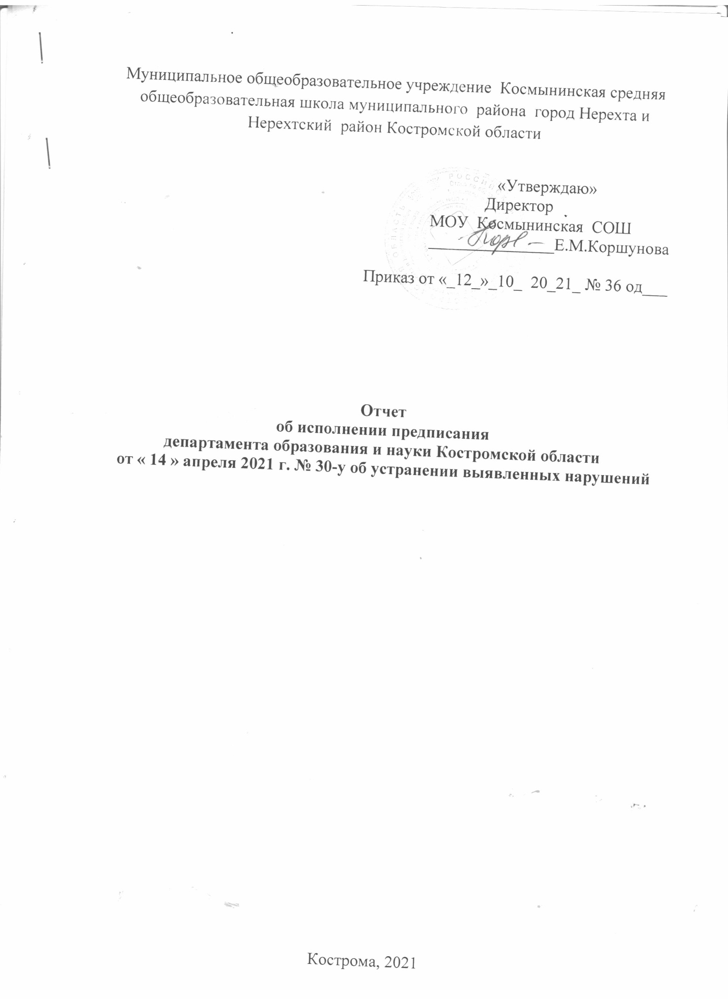 Муниципальное общеобразовательное учреждение  Космынинская средняя
общеобразовательная школа муниципального  района  город Нерехта и
Нерехтский  район Костромской области
«Утверждаю»
Директор
МОУ  Космынинская  СОШ
_______________Е.М.Коршунова
Приказ от «_12_»_10_  20_21_ № 36 од___
Отчет
об исполнении предписания
департамента образования и науки Костромской области
от « 14 » апреля 2021 г. № 30-у об устранении выявленных нарушений
Кострома, 2021